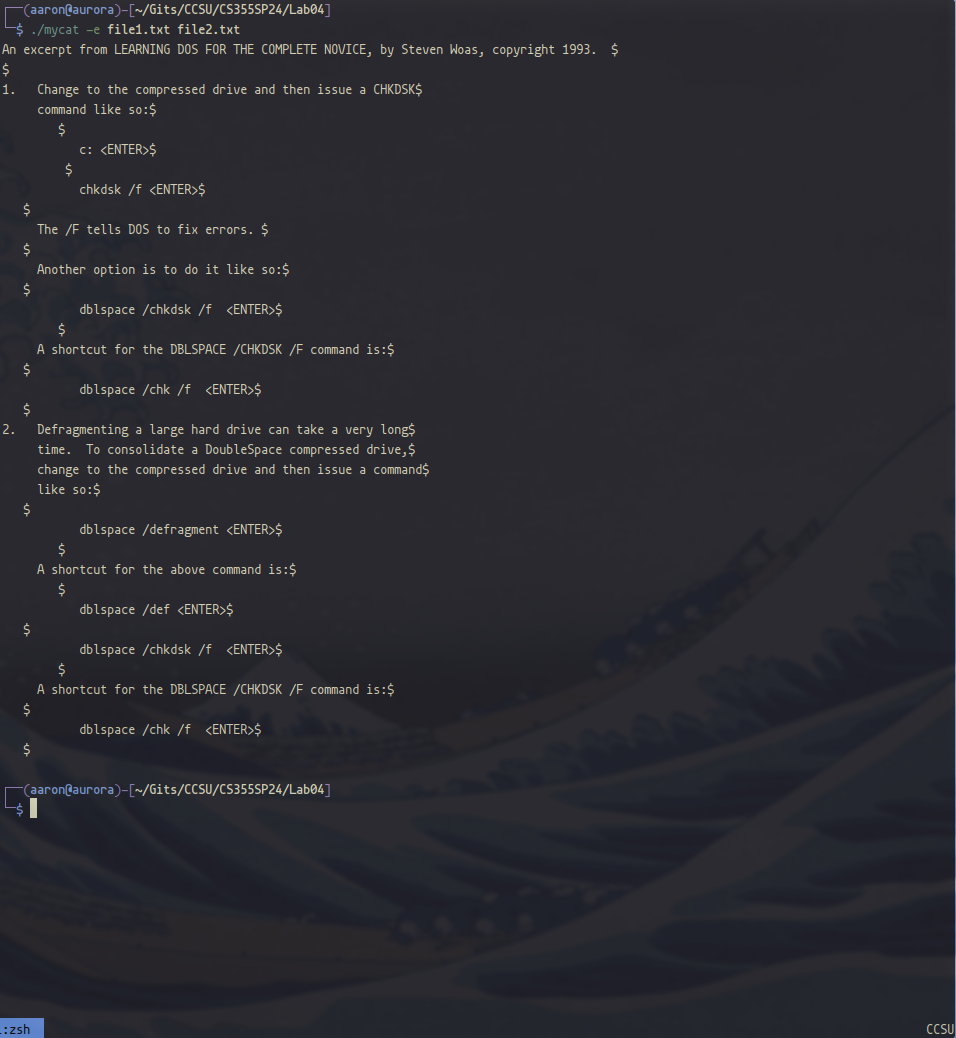 ┌──(aaron@aurora)-[~/Gits/CCSU/CS355SP24/Lab04]
└─$ ./mycat -e file1.txt file2.txt
An excerpt from LEARNING DOS FOR THE COMPLETE NOVICE, by Steven Woas, copyright 1993.  $
$
1.   Change to the compressed drive and then issue a CHKDSK$
     command like so:$
        $
           c: <ENTER>$
         $
           chkdsk /f <ENTER>$
   $
     The /F tells DOS to fix errors. $
   $
     Another option is to do it like so:$
   $
           dblspace /chkdsk /f  <ENTER>$
        $
     A shortcut for the DBLSPACE /CHKDSK /F command is:$
   $
           dblspace /chk /f  <ENTER>$
   $
2.   Defragmenting a large hard drive can take a very long$
     time.  To consolidate a DoubleSpace compressed drive,$
     change to the compressed drive and then issue a command$
     like so:$
   $
           dblspace /defragment <ENTER>$
        $
     A shortcut for the above command is:$
        $
           dblspace /def <ENTER>$
   $
           dblspace /chkdsk /f  <ENTER>$
        $
     A shortcut for the DBLSPACE /CHKDSK /F command is:$
   $
           dblspace /chk /f  <ENTER>$
   $
┌──(aaron@aurora)-[~/Gits/CCSU/CS355SP24/Lab04]
└─$
:zsh CCSU